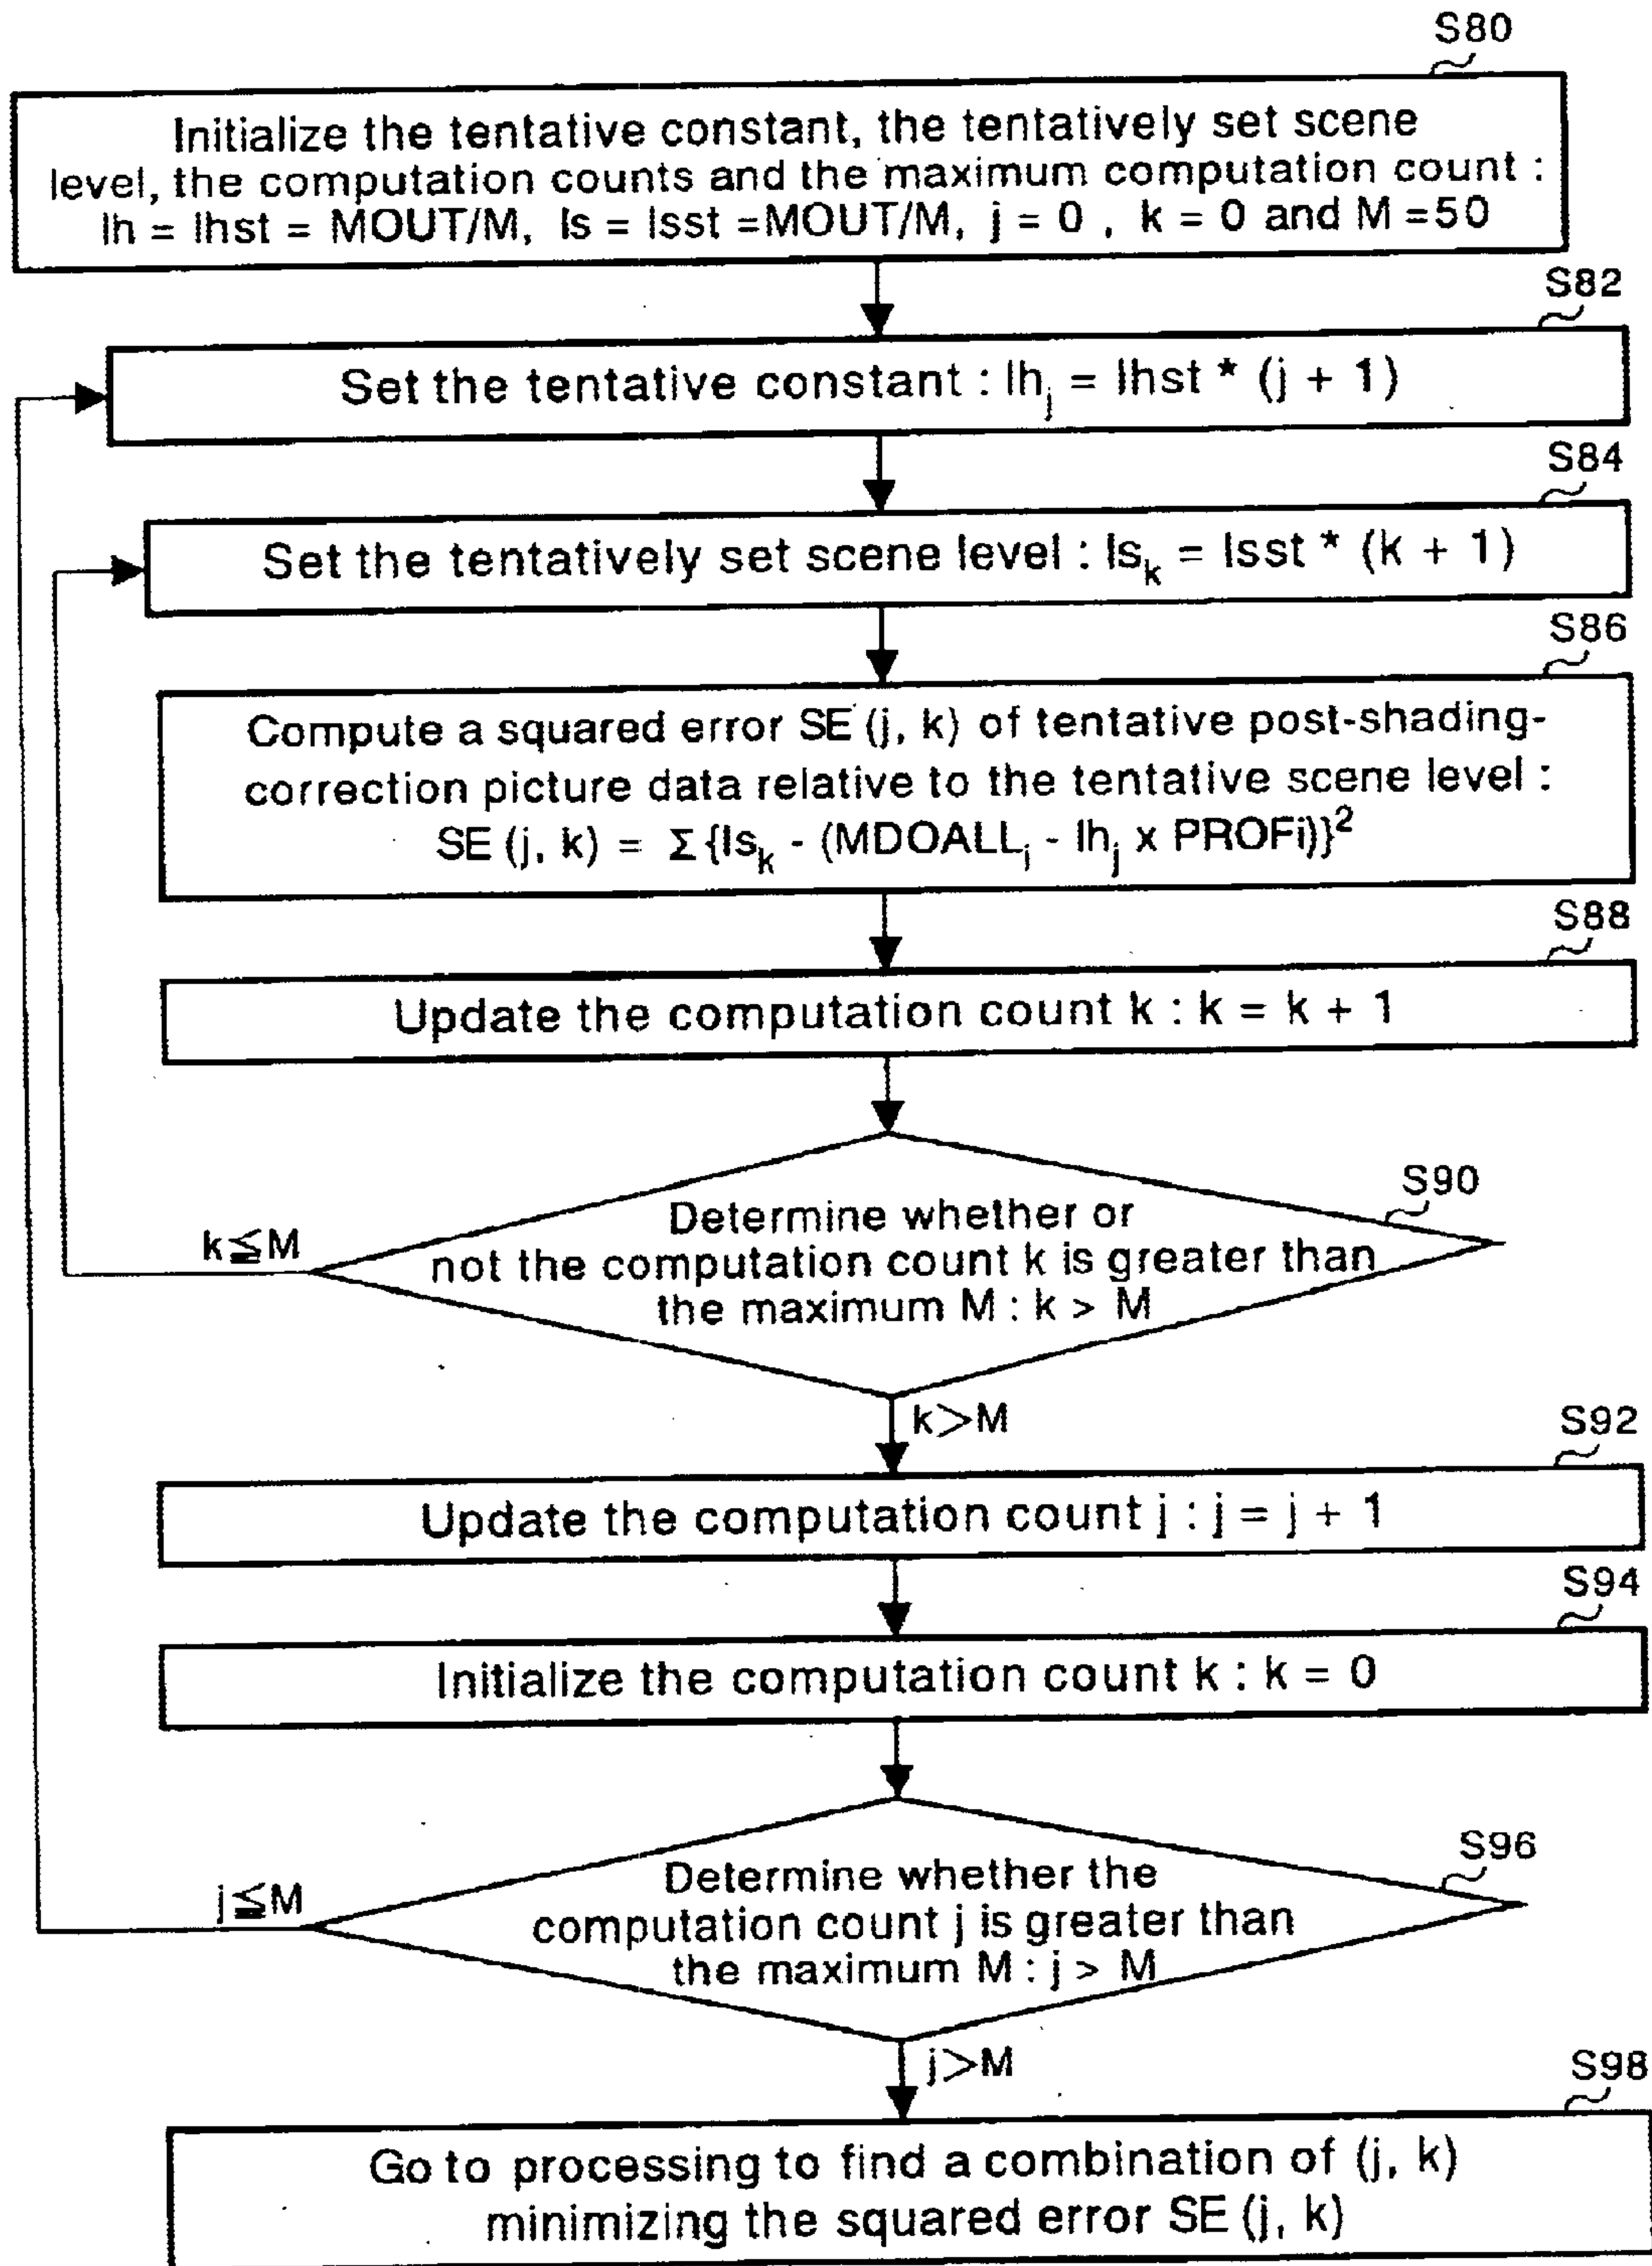 S80
Initialize the tentative constant, the tentatively set scene
level, the computation counts and the maximum computation count :
Ih = Ihst = MOUT/M, Is = Isst =MOUT/M, j = 0 , k = 0 and M =50
S82
Set the tentative constant : Ihj = Ihst * (j + 1)
S84
Set the tentatively set scene level : Isk = Isst * (k + 1)
S86
Compute a squared error SE (j, k) of tentative post-shading-
correction picture data relative to the tentative scene level :
SE (j, k) = Σ{Isk - (MDOALLi - Ihj x PROFi)}²
S88
Update the computation count k : k = k + 1
S90
Determine whether or
not the computation count k is greater than
the maximum M : k > M
k≦M
k>M
S92
Update the computation count j : j = j + 1
S94
Initialize the computation count k : k = 0
S96
Determine whether the
computation count j is greater than
the maximum M : j > M
j≦M
j>M
S98
Go to processing to find a combination of (j, k)
minimizing the squared error SE (j, k)